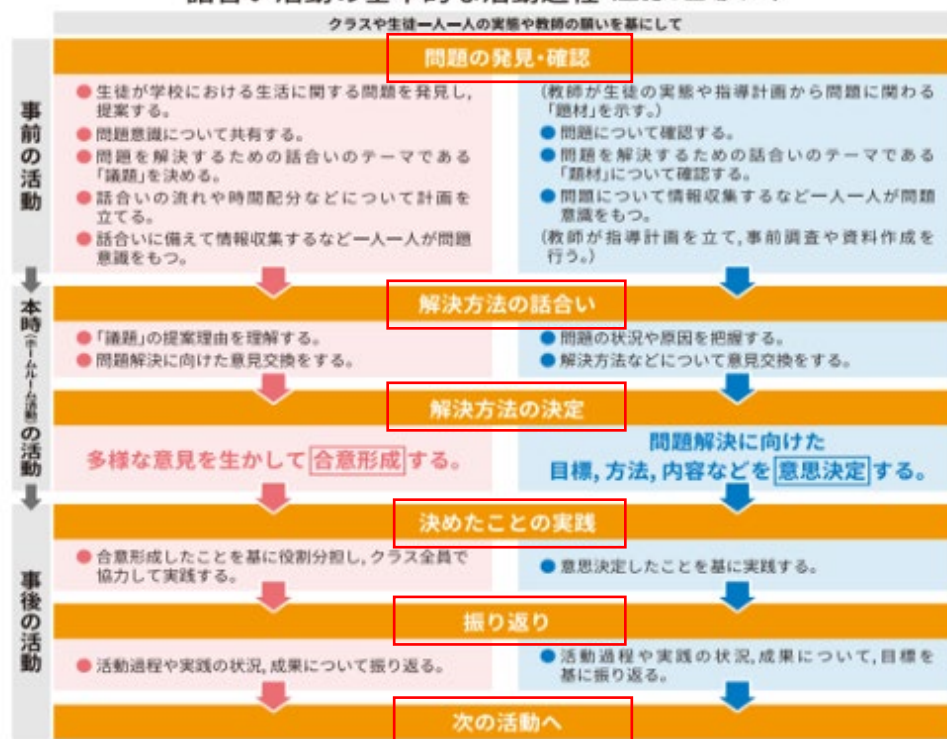 クラスや生徒一人一人の実態や教師の願いを基にして
問題の発見・確認
事前の活動
●生徒が学校における生活に関する問題を発見し,
提案する。
●問題意識について共有する。
●問題を解決するための話合いのテーマである
「議題」を決める。
●話合いの流れや時間配分などについて計画を
立てる。
●話合いに備えて情報収集するなど一人一人が問題
意識をもつ。
(教師が生徒の実態や指導計画から問題に関わる
「題材」を示す。)
●問題について確認する。
●問題を解決するための話合いのテーマである
「題材」について確認する。
●問題について情報収集するなど一人一人が問題
意識をもつ。
(教師が指導計画を立て,事前調査や資料作成を
行う。)
本時(ホームルーム活動)の活動
解決方法の話合い
●「議題」の提案理由を理解する。
●問題解決に向けた意見交換をする。
●問題の状況や原因を把握する。
●解決方法などについて意見交換をする。
解決方法の決定
多様な意見を生かして合意形成する。
問題解決に向けた
目標,方法,内容などを意思決定する。
事後の活動
決めたことの実践
●合意形成したことを基に役割分担し,クラス全員で
協力して実践する。
●意思決定したことを基に実践する。
振り返り
●活動過程や実践の状況,成果について振り返る。
●活動過程や実践の状況,成果について,目標を
基に振り返る。
次の活動へ